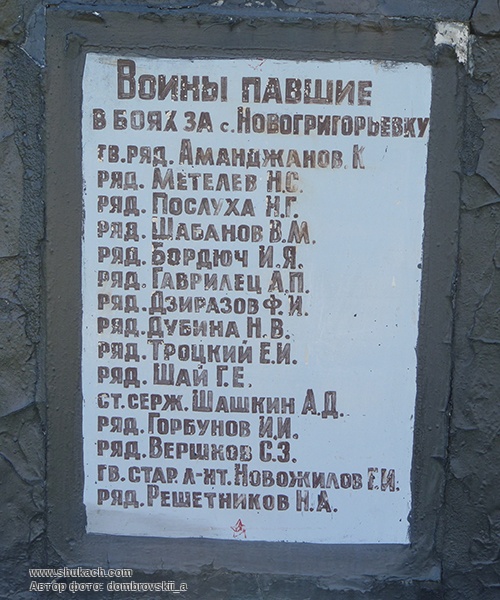 Воины павшие
в боях за с. Новогригорьевку
гв. ряд. Аманджанов. К
ряд. Метелев Н.С.
ряд. Послуха Н.Г.
ряд. Шабанов В.М.
ряд. Бордюч И.Я.
ряд. Гаврилец А.П.
ряд. Дзиразов Ф.И.
ряд. Дубина Н.В.
ряд. Троцкий Е.И.
ряд. Шай Г.Е.
ст. серж. Шашкин А.Д.
ряд. Горбунов И.И.
ряд. Вершков С.З.
гв. стар. л-нт. Новожилов Г.И.
ряд. Решетников Н.А.
www.shukach.com
Автор фото: dombrovskii_a